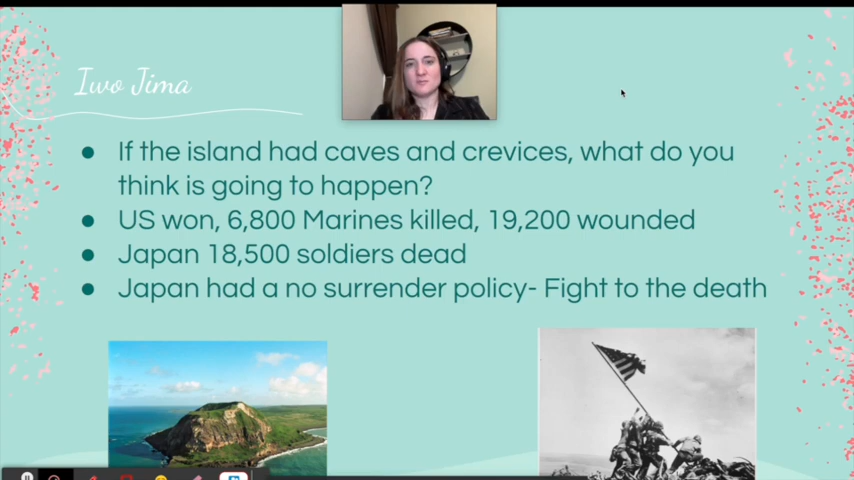 Iwo Jima
● If the island had caves and crevices, what do you
think is going to happen?
● US won, 6,800 Marines killed, 19,200 wounded
● Japan 18,500 soldiers dead
● Japan had a no surrender policy- Fight to the death